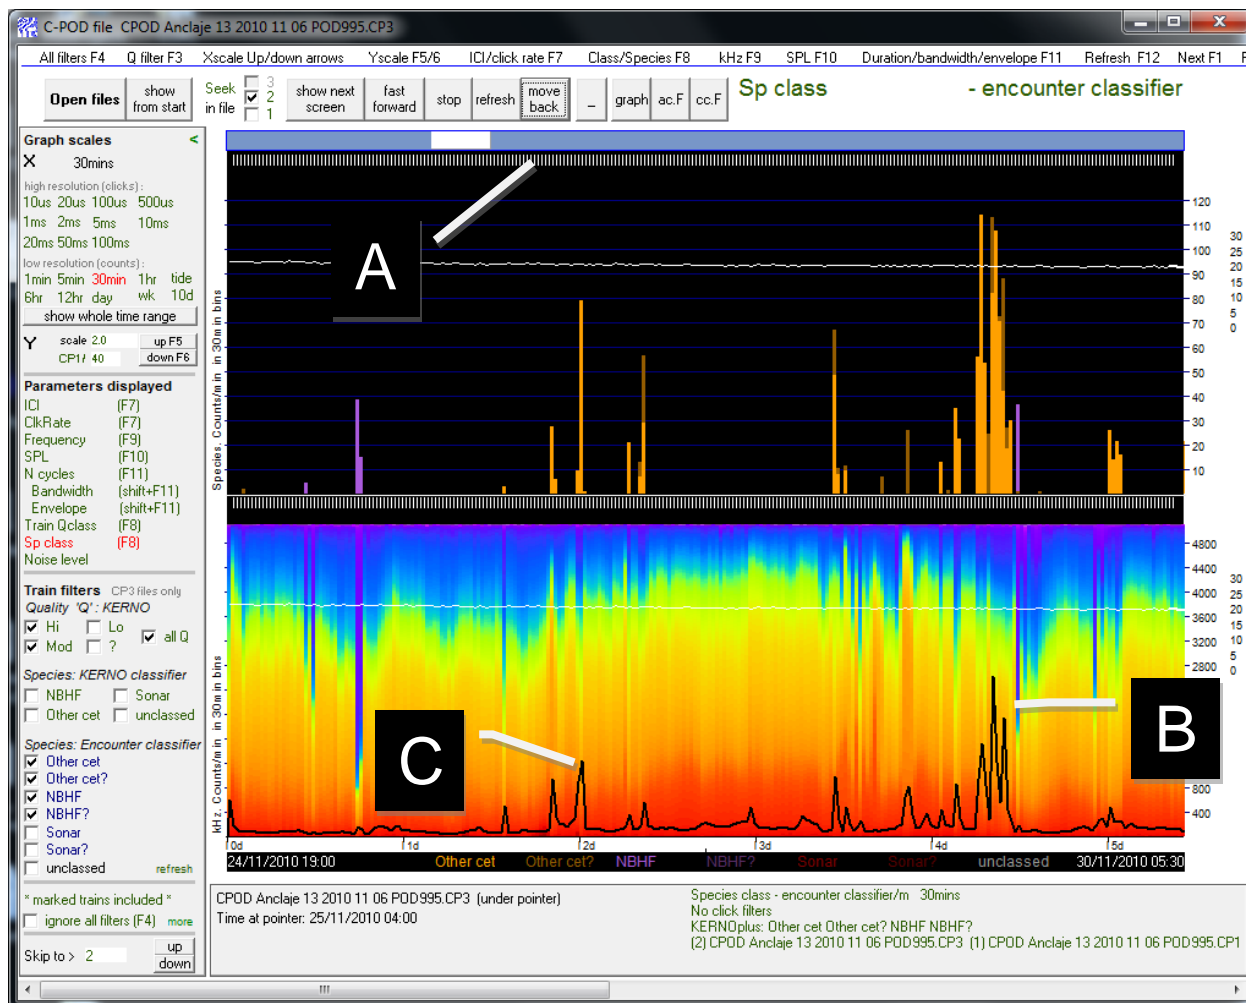 C-POD file CPOD Anclaje 13 2010 11 06 POD995.CP3
All filters F4 Q filter F3 Xscale Up/down arrows Yscale F5/6 ICI/click rate F7 Class/Species F8 kHz F9 SPL F10 Duration/bandwidth/envelope F11 Refresh F12 Next F1
Open files
show from start
Seek in file
3
2
1
show next screen
fast forward
stop
refresh
move back
_
graph
ac.F
cc.F
Sp class - encounter classifier
Graph scales <
X 30mins
high resolution (clicks) :
10us 20us 100us 500us
1ms 2ms 5ms 10ms
20ms 50ms 100ms
low resolution (counts) :
1min 5min 30min 1hr tide
6hr 12hr day wk 10d
show whole time range
Y scale 2.0 up F5
CP1/ 40 down F6
Parameters displayed
ICI (F7)
ClkRate (F7)
Frequency (F9)
SPL (F10)
N cycles (F11)
Bandwidth (shift+F11)
Envelope (shift+F11)
Train Qclass (F8)
Sp class (F8)
Noise level
Train filters CP3 files only
Quality 'Q' : KERNO
Hi Lo all Q
Mod ?
Species: KERNO classifier
NBHF Sonar
Other cet unclassed
Species: Encounter classifier
Other cet
Other cet?
NBHF
NBHF?
Sonar
Sonar?
unclassed refresh
* marked trains included *
ignore all filters (F4) more
Skip to > 2 up down
Species. Counts/min in 30min bins
120
110
100
90
80
70
60
50
40
30
20
10
30
25
20
15
10
5
0
A
kHz. Counts/min in 30min bins
4800
4400
4000
3600
3200
2800
800
400
30
25
20
15
10
5
0
B
C
0d 1d 2d 3d 4d 5d
24/11/2010 19:00 Other cet Other cet? NBHF NBHF? Sonar Sonar? unclassed 30/11/2010 05:30
CPOD Anclaje 13 2010 11 06 POD995.CP3 (under pointer)
Time at pointer: 25/11/2010 04:00
Species class - encounter classifier/m 30mins
No click filters
KERNOplus: Other cet Other cet? NBHF NBHF?
(2) CPOD Anclaje 13 2010 11 06 POD995.CP3 (1) CPOD Anclaje 13 2010 11 06 POD995.CP1